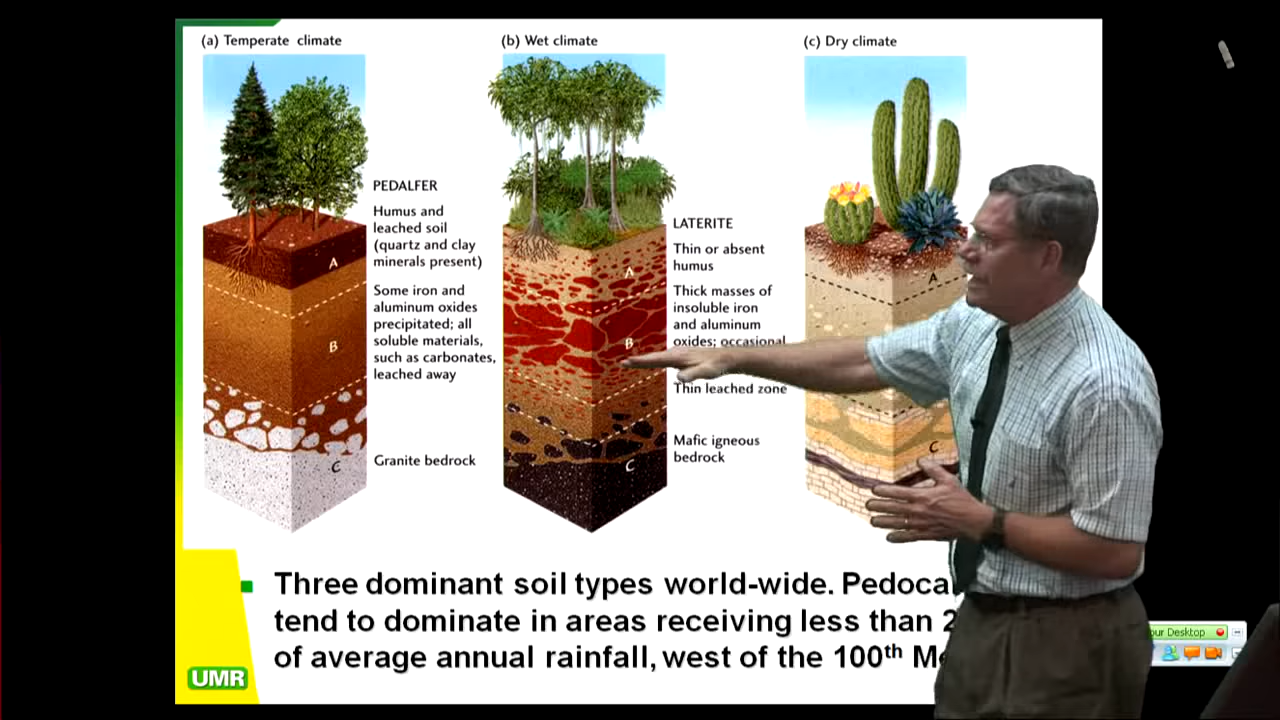 (a) Temperate climate
PEDALFER
Humus and
leached soil
(quartz and clay
minerals present)
A
Some iron and
aluminum oxides
precipitated; all
soluble materials,
such as carbonates,
leached away
B
C
Granite bedrock
(b) Wet climate
LATERITE
Thin or absent
humus
A
Thick masses of
insoluble iron
and aluminum
oxides; occasional
B
Thin leached zone
Mafic igneous
bedrock
C
(c) Dry climate
A
C
Three dominant soil types world-wide.
tend to dominate in areas receiving less than
of average annual rainfall, west of the 100th
UMR
Desktop